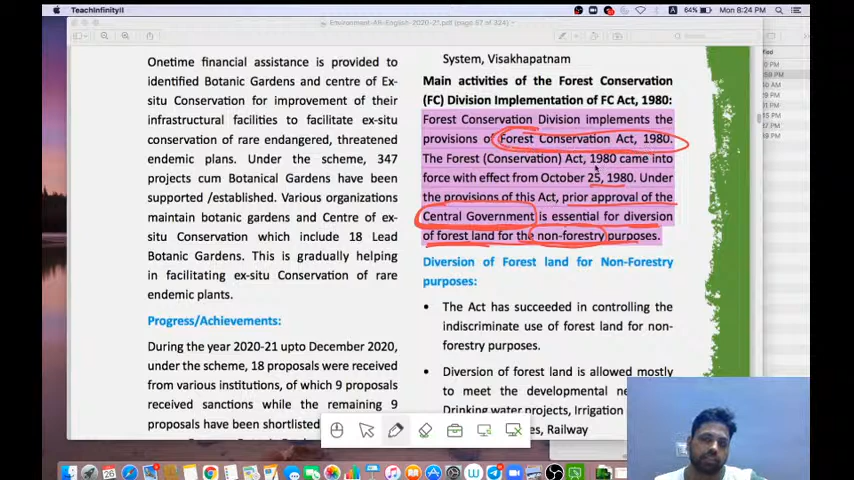 TeachInfinityII
64%
A
Mon 8:24 PM
Environment-AR-English-2020-21.pdf (page 67 of 324)
Onetime financial assistance is provided to
identified Botanic Gardens and centre of Ex-
situ Conservation for improvement of their
infrastructural facilities to facilitate ex-situ
conservation of rare endangered, threatened
endemic plans. Under the scheme, 347
projects cum Botanical Gardens have been
supported /established. Various organizations
maintain botanic gardens and Centre of ex-
situ Conservation which include 18 Lead
Botanic Gardens. This is gradually helping
in facilitating ex-situ Conservation of rare
endemic plants.
Progress/Achievements:
During the year 2020-21 upto December 2020,
under the scheme, 18 proposals were received
from various institutions, of which 9 proposals
received sanctions while the remaining 9
proposals have been shortlisted
System, Visakhapatnam
Main activities of the Forest Conservation
(FC) Division Implementation of FC Act, 1980:
Forest Conservation Division implements the
provisions of Forest Conservation Act, 1980.
The Forest (Conservation) Act, 1980 came into
force with effect from October 25, 1980. Under
the provisions of this Act, prior approval of the
Central Government is essential for diversion
of forest land for the non-forestry purposes.
Diversion of Forest land for Non-Forestry
purposes:
• The Act has succeeded in controlling the
indiscriminate use of forest land for non-
forestry purposes.
• Diversion of forest land is allowed mostly
to meet the developmental
Drinking water projects, Irrigation
Railway